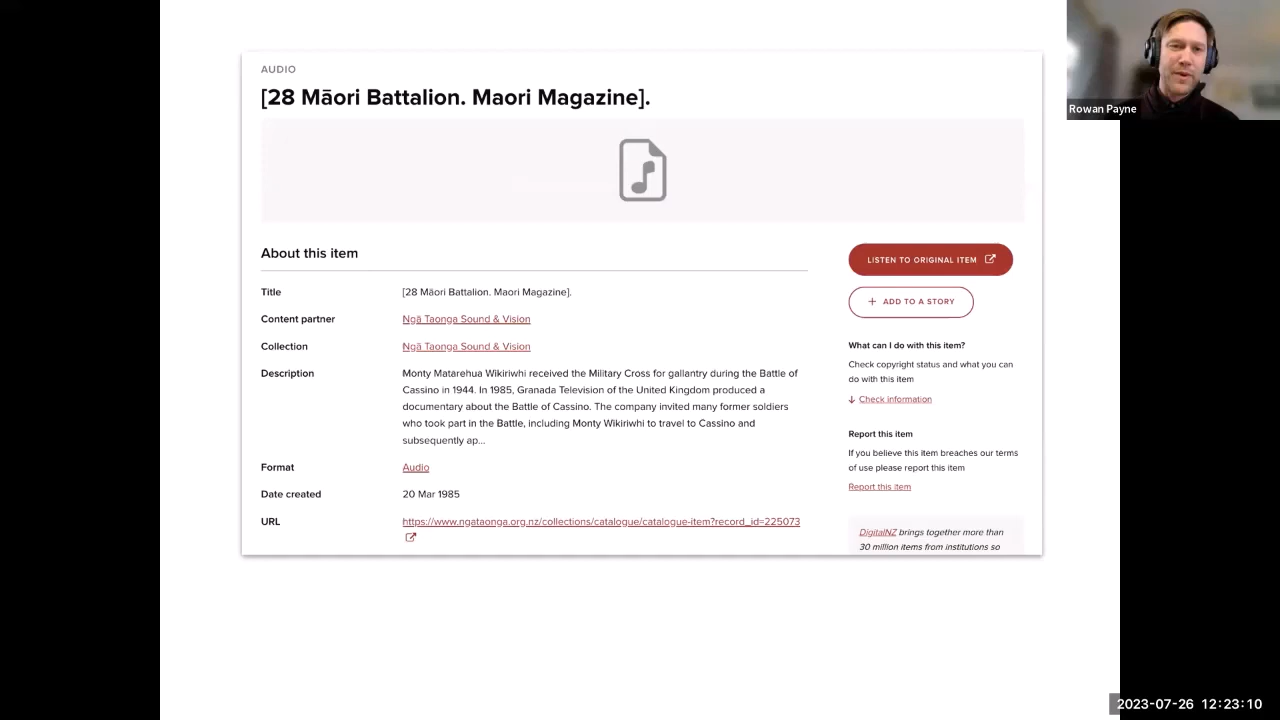 AUDIO
[28 Māori Battalion. Maori Magazine].
About this item
Title
[28 Māori Battalion. Maori Magazine].
Content partner
Ngā Taonga Sound & Vision
Collection
Ngā Taonga Sound & Vision
Description
Monty Matarehua Wikiriwhi received the Military Cross for gallantry during the Battle of
Cassino in 1944. In 1985, Granada Television of the United Kingdom produced a
documentary about the Battle of Cassino. The company invited many former soldiers
who took part in the Battle, including Monty Wikiriwhi to travel to Cassino and
subsequently ap...
Format
Audio
Date created
20 Mar 1985
URL
https://www.ngataonga.org.nz/collections/catalogue/catalogue-item?record_id=225073
LISTEN TO ORIGINAL ITEM
+ ADD TO A STORY
What can I do with this item?
Check copyright status and what you can
do with this item
↓ Check information
Report this item
If you believe this item breaches our terms
of use please report this item
Report this item
DigitalNZ brings together more than
30 million items from institutions so
Rowan Payne
2023-07-26 12:23:10